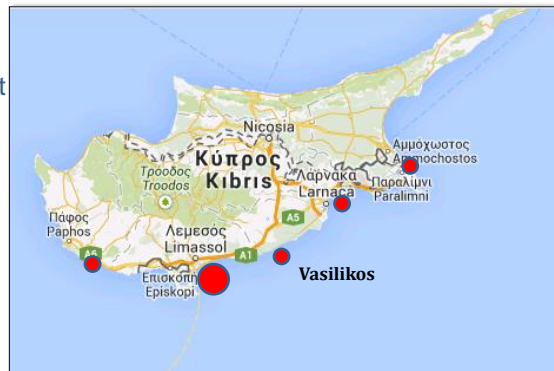 t
Nicosia
Αμμόχωστος
Ammochostos
Κύπρος
Kıbrıs
Τροοδος
Troodos
Λάρνακα
Larnaca
Παραλίμνι
Paralimni
Πάφος
Paphos
A5
Λεμεσός
Limassol
A6
A1
Επισκοπή
Episkopi
Vasilikos